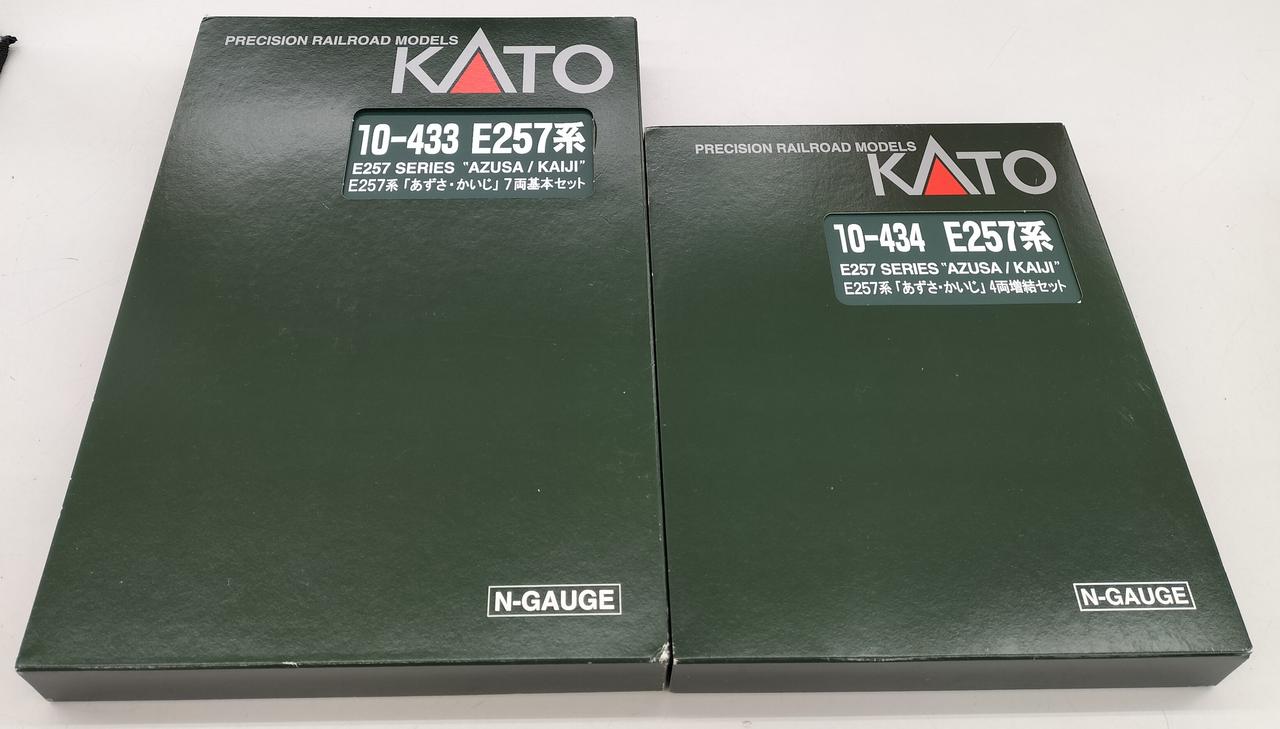 PRECISION RAILROAD MODELS
KATO
10-433 E257系
E257 SERIES "AZUSA / KAIJI"
E257系「あずさ・かいじ」7両基本セット
N-GAUGE
PRECISION RAILROAD MODELS
KATO
10-434 E257系
E257 SERIES "AZUSA / KAIJI"
E257系「あずさ・かいじ」4両増結セット
N-GAUGE